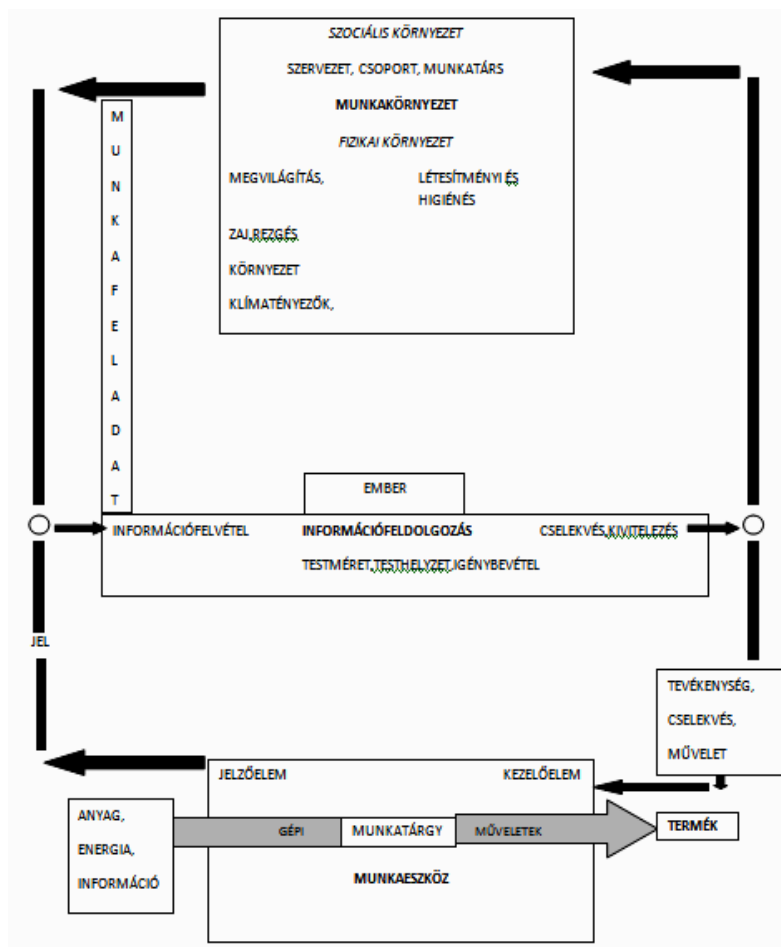 SZOCIÁLIS KÖRNYEZET
SZERVEZET, CSOPORT, MUNKATÁRS
MUNKAKÖRNYEZET
FIZIKAI KÖRNYEZET
MEGVILÁGÍTÁS,
LÉTESÍTMÉNYI ÉS
HIGIÉNÉS
ZAJ,REZGÉS
KÖRNYEZET
KLÍMATÉNYEZŐK,
M
U
N
K
A
F
E
L
A
D
A
T
EMBER
INFORMÁCIÓFELVÉTEL
INFORMÁCIÓFELDOLGOZÁS
CSELEKVÉS,KIVITELEZÉS
TESTMÉRET,TESTHELYZET,IGÉNYBEVÉTEL
JEL
TEVÉKENYSÉG,
CSELEKVÉS,
MŰVELET
JELZŐELEM
KEZELŐELEM
ANYAG,
ENERGIA,
INFORMÁCIÓ
GÉPI
MUNKATÁRGY
MŰVELETEK
TERMÉK
MUNKAESZKÖZ